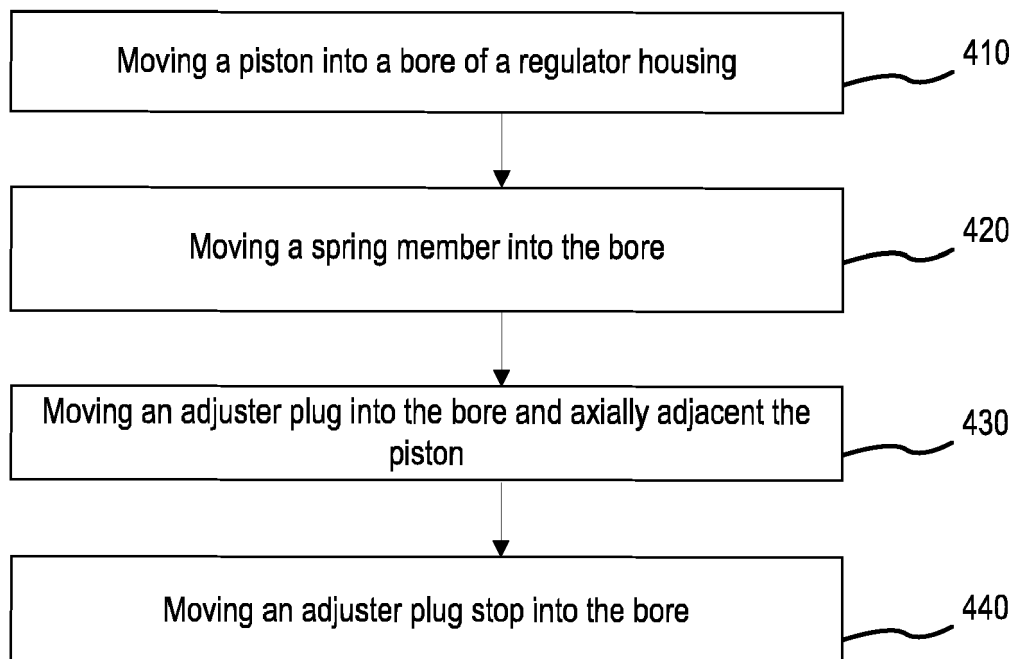 Moving a piston into a bore of a regulator housing
410
Moving a spring member into the bore
420
Moving an adjuster plug into the bore and axially adjacent the
piston
430
Moving an adjuster plug stop into the bore
440